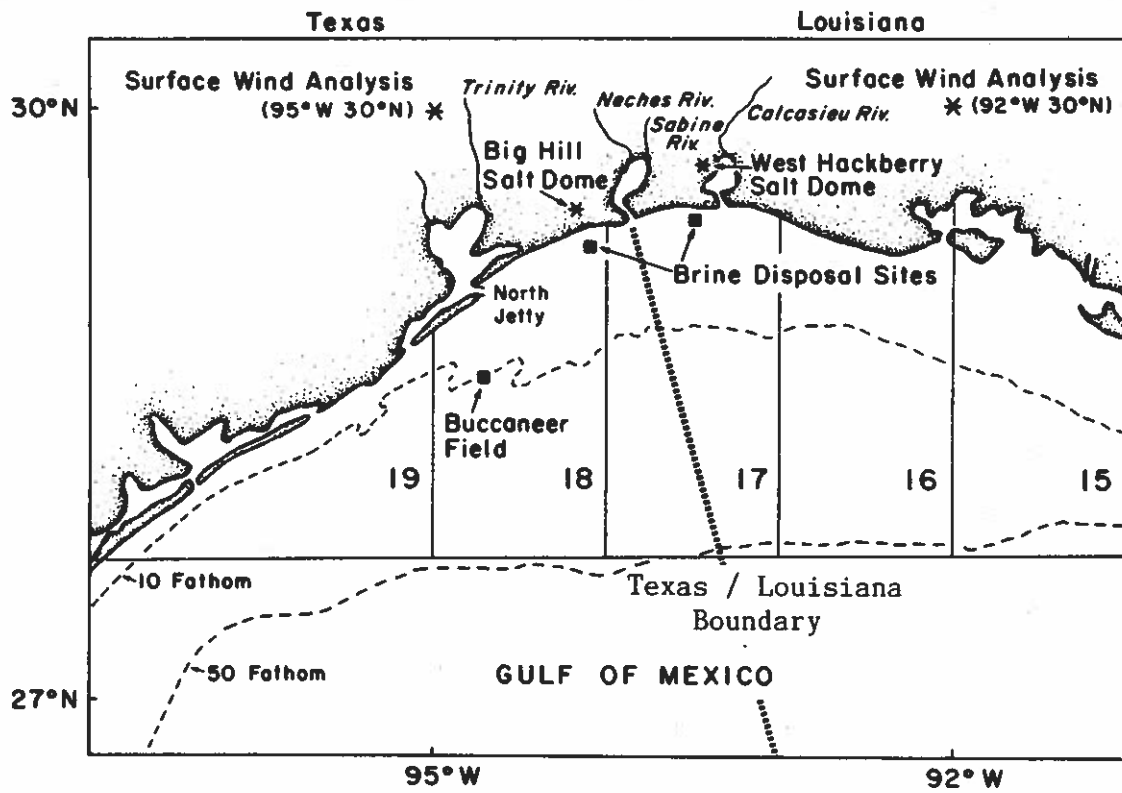 Texas
Louisiana
Surface Wind Analysis
(95°W 30°N)
Trinity Riv.
Neches Riv.
Sabine
Riv.
Calcasieu Riv.
Surface Wind Analysis
(92°W 30°N)
30°N
Big Hill
Salt Dome
West Hackberry
Salt Dome
Brine Disposal Sites
North
Jetty
Buccaneer
Field
19
18
17
16
15
10 Fathom
Texas / Louisiana
Boundary
50 Fathom
GULF OF MEXICO
27°N
95°W
92°W